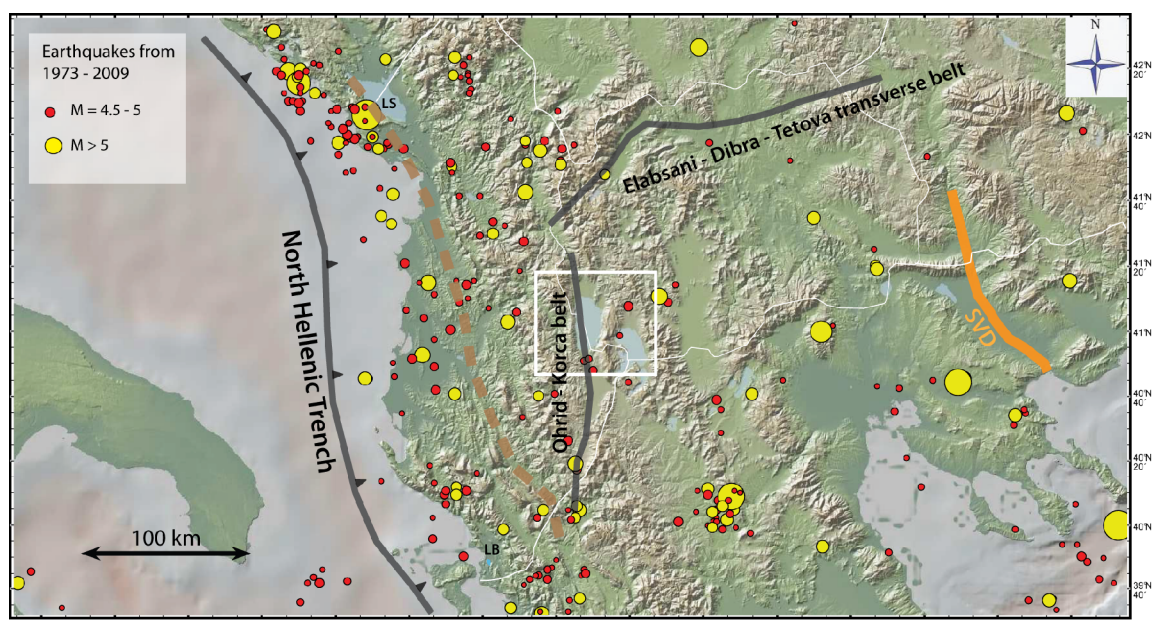 Earthquakes from
1973 - 2009
M = 4.5 - 5
M > 5
N
LS
Elabsani - Dibra - Tetova transverse belt
North Hellenic Trench
Ohrid - Korca belt
SVD
LB
100 km
42°N
20'
42°N
41°N
40'
41°N
20'
41°N
40°N
40'
40°N
20'
40°N
39°N
40'